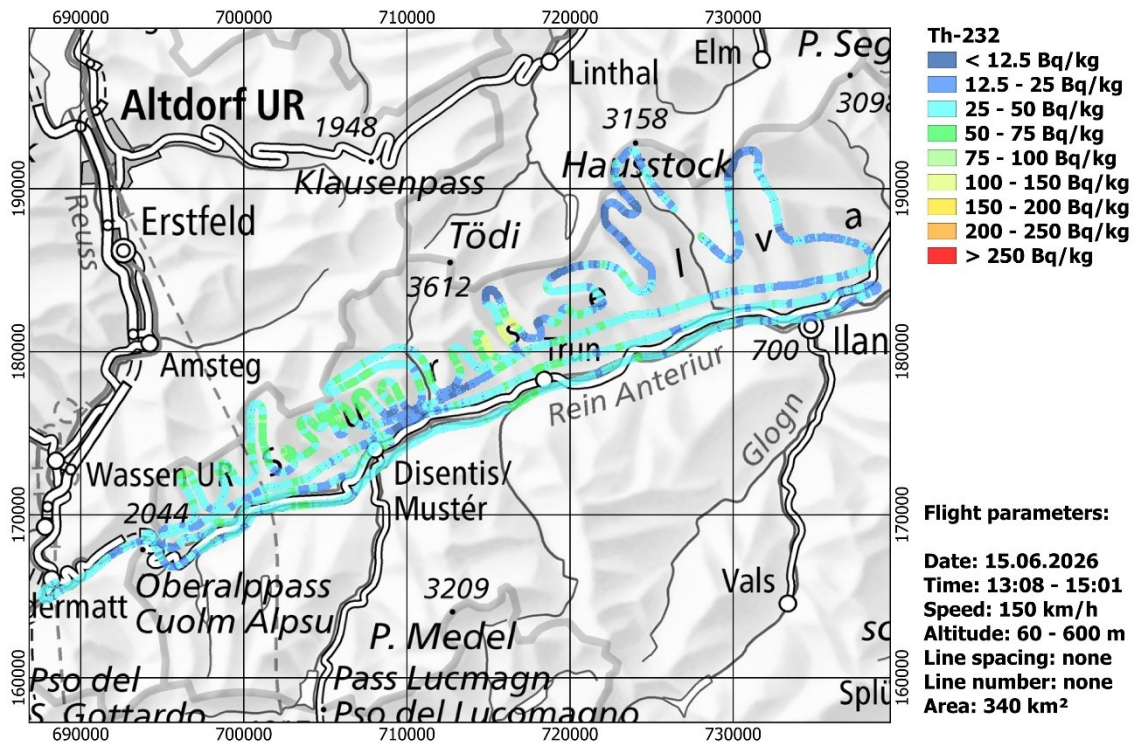 690000 700000 710000 720000 730000
Th-232
< 12.5 Bq/kg
12.5 - 25 Bq/kg
25 - 50 Bq/kg
50 - 75 Bq/kg
75 - 100 Bq/kg
100 - 150 Bq/kg
150 - 200 Bq/kg
200 - 250 Bq/kg
> 250 Bq/kg
Elm
P. Seg
Linthal
3098
Altdorf UR
1948
3158
Klausenpass
Hausstock
190000 190000
Reuss
Erstfeld
Tödi
3612
S u r s e l v a
180000 180000
Amsteg
Trun
700
Ilan
Rein Anteriur
Glogn
Wassen UR
Disentis/
Mustér
170000 170000
2044
Oberalppass
Cuolm Alpsu
dermatt
3209
P. Medel
Vals
160000 160000
Pso del
S. Gottardo
Pass Lucmagn
Pso del Lucomagno
Splü
690000 700000 710000 720000 730000
Flight parameters:
Date: 15.06.2026
Time: 13:08 - 15:01
Speed: 150 km/h
Altitude: 60 - 600 m
Line spacing: none
Line number: none
Area: 340 km²